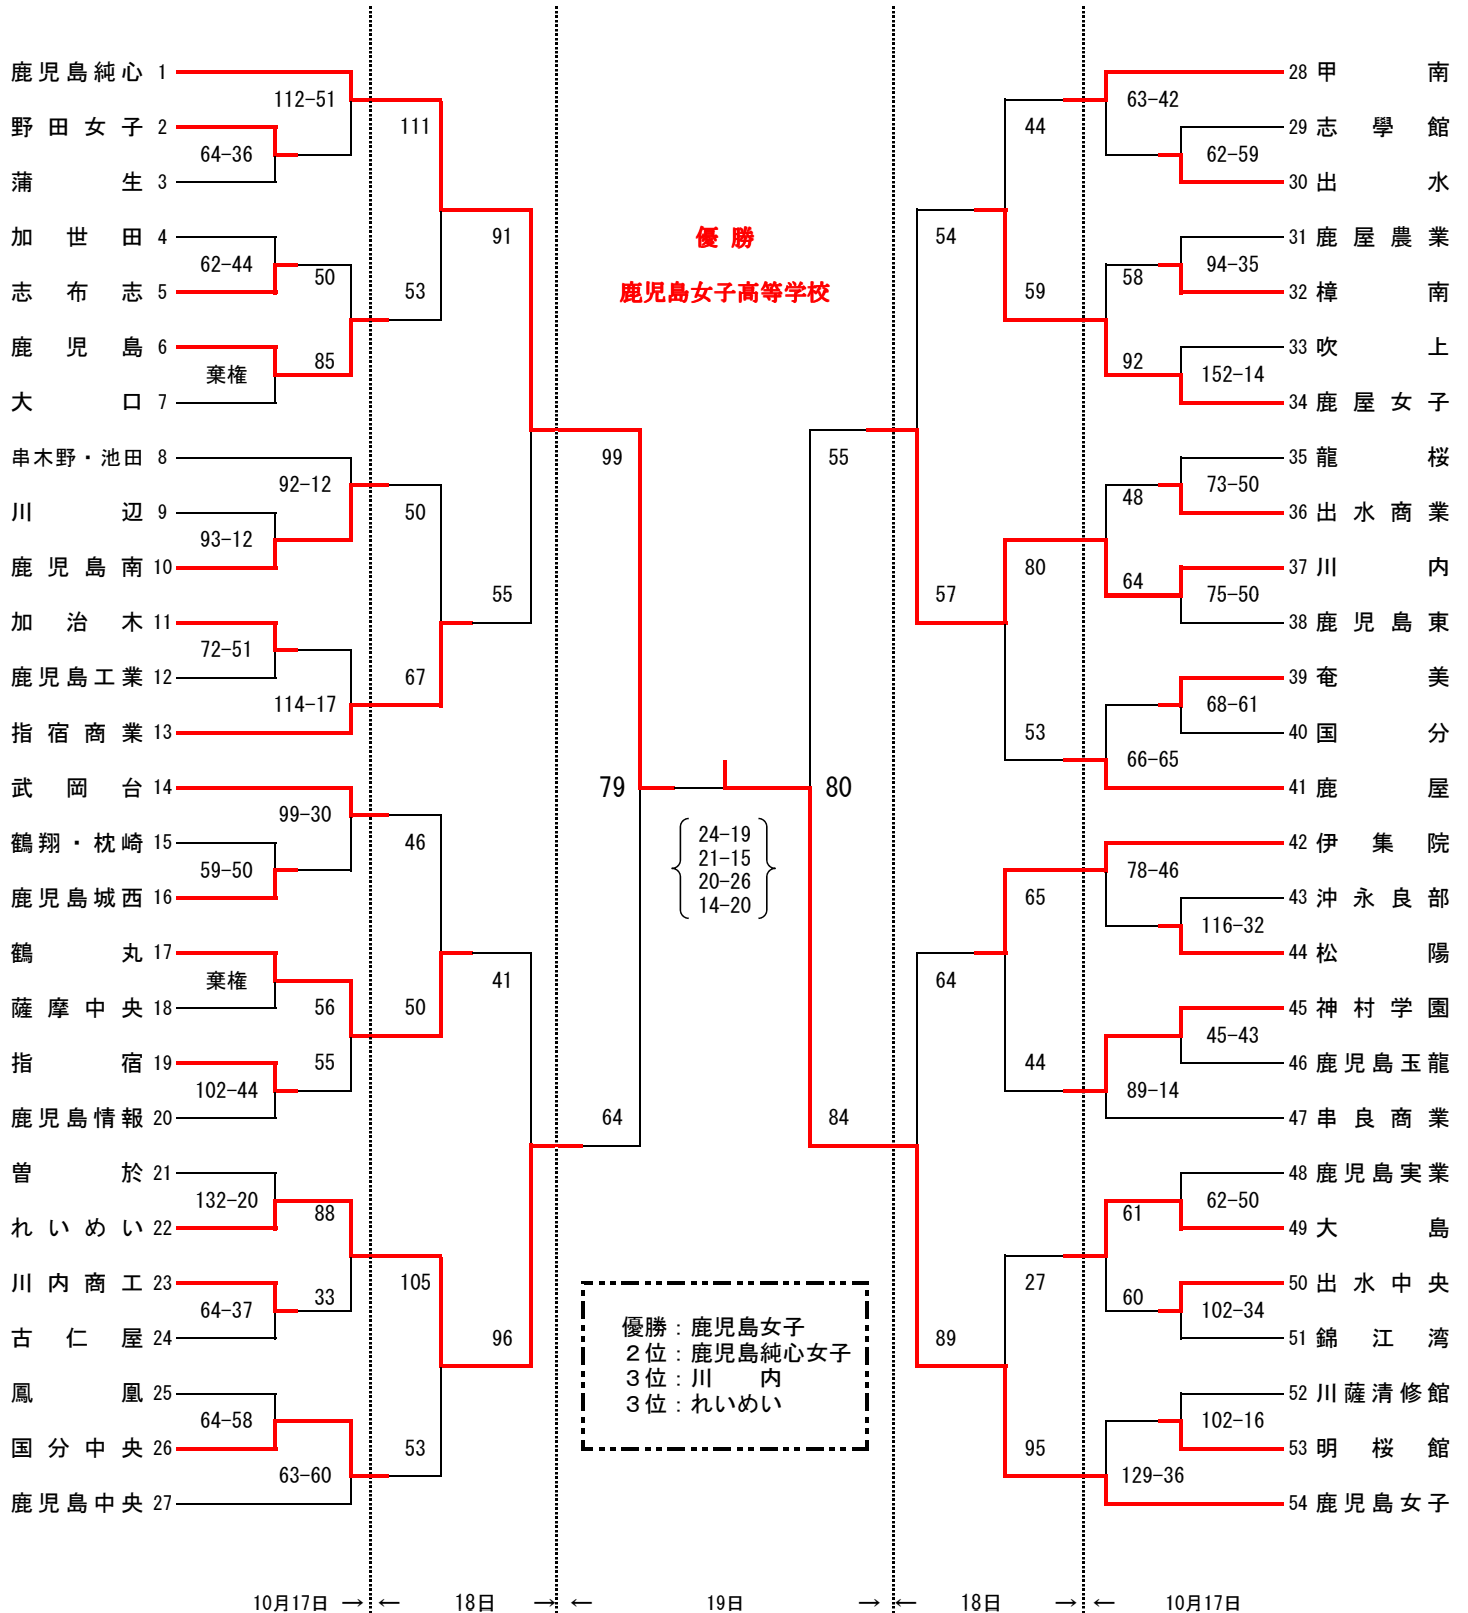 鹿児島純心 1
112-51
野田女子 2
64-36
蒲生 3
111
加世田 4
62-44
志布志 5
50
53
鹿児島 6
棄権
85
大口 7
91
串木野・池田 8
92-12
川辺 9
93-12
鹿児島南 10
50
加治木 11
72-51
鹿児島工業 12
114-17
指宿商業 13
67
55
99
武岡台 14
99-30
鶴翔・枕崎 15
59-50
鹿児島城西 16
46
鶴丸 17
棄権
薩摩中央 18
56
50
指宿 19
55
102-44
鹿児島情報 20
41
64
曽於 21
132-20
れいめい 22
88
川内商工 23
64-37
33
古仁屋 24
105
96
鳳凰 25
64-58
国分中央 26
63-60
53
鹿児島中央 27
優勝
鹿児島女子高等学校
79
80
24-19
21-15
20-26
14-20
優勝：鹿児島女子
２位：鹿児島純心女子
３位：川内
３位：れいめい
28 甲南
63-42
44
29 志學館
62-59
30 出水
54
31 鹿屋農業
94-35
58
32 樟南
59
33 吹上
152-14
92
34 鹿屋女子
55
35 龍桜
73-50
48
36 出水商業
37 川内
75-50
64
80
38 鹿児島東
57
39 奄美
68-61
40 国分
53
66-65
41 鹿屋
42 伊集院
78-46
65
43 沖永良部
116-32
44 松陽
64
45 神村学園
45-43
46 鹿児島玉龍
44
89-14
47 串良商業
84
48 鹿児島実業
62-50
61
49 大島
27
50 出水中央
102-34
60
51 錦江湾
89
52 川薩清修館
102-16
53 明桜館
95
129-36
54 鹿児島女子
10月17日 → ← 18日 → ← 19日 → ← 18日 → ← 10月17日